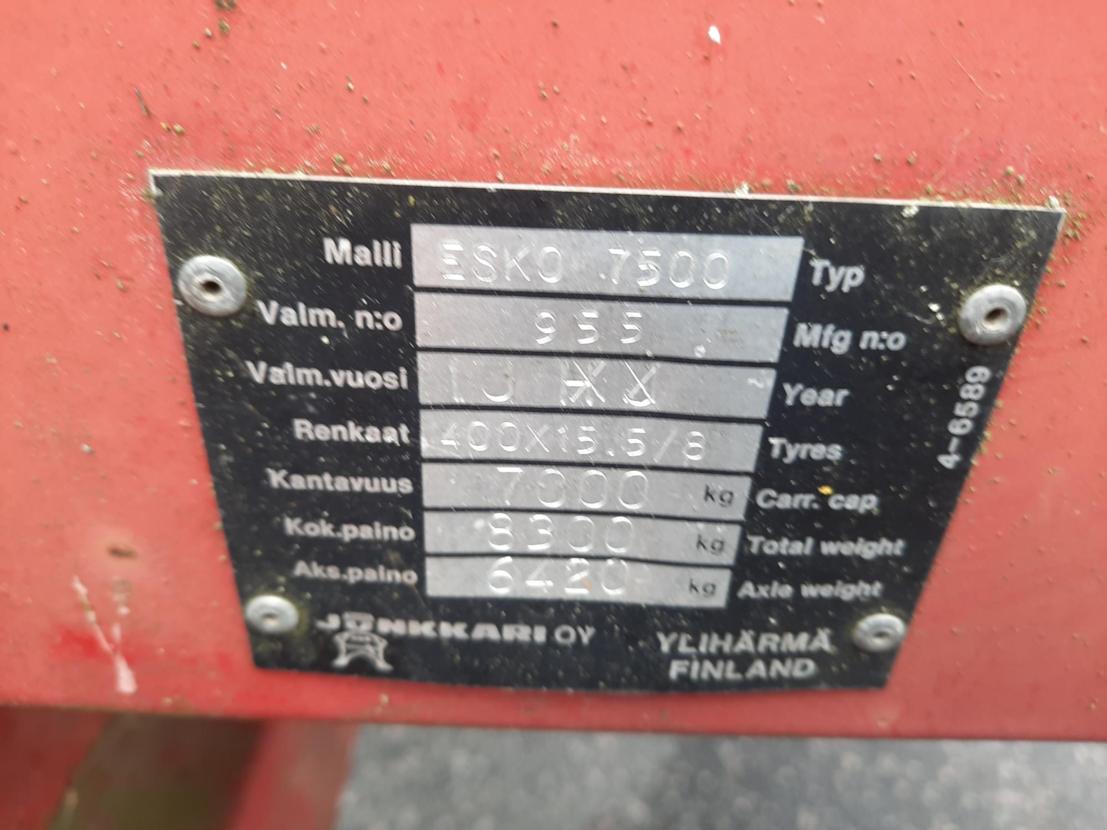 Malli ESKO 7500 Typ
Valm. n:o 955 Mfg n:o
Valm.vuosi Year
Renkaat 400X15.5/8 Tyres
Kantavuus 7000 kg Carr. cap
Kok.paino 8300 kg Total weight
Aks.paino 6420 kg Axle weight
JUNKKARI OY YLIHÄRMÄ
FINLAND
4-6589